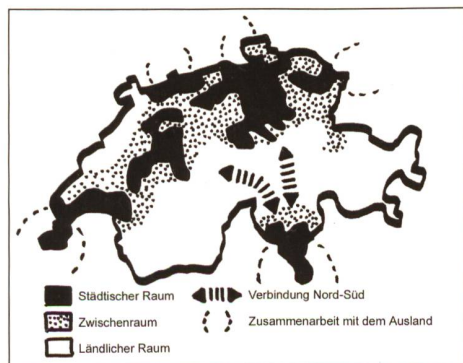 Städtischer Raum
Verbindung Nord-Süd
Zwischenraum
Zusammenarbeit mit dem Ausland
Ländlicher Raum